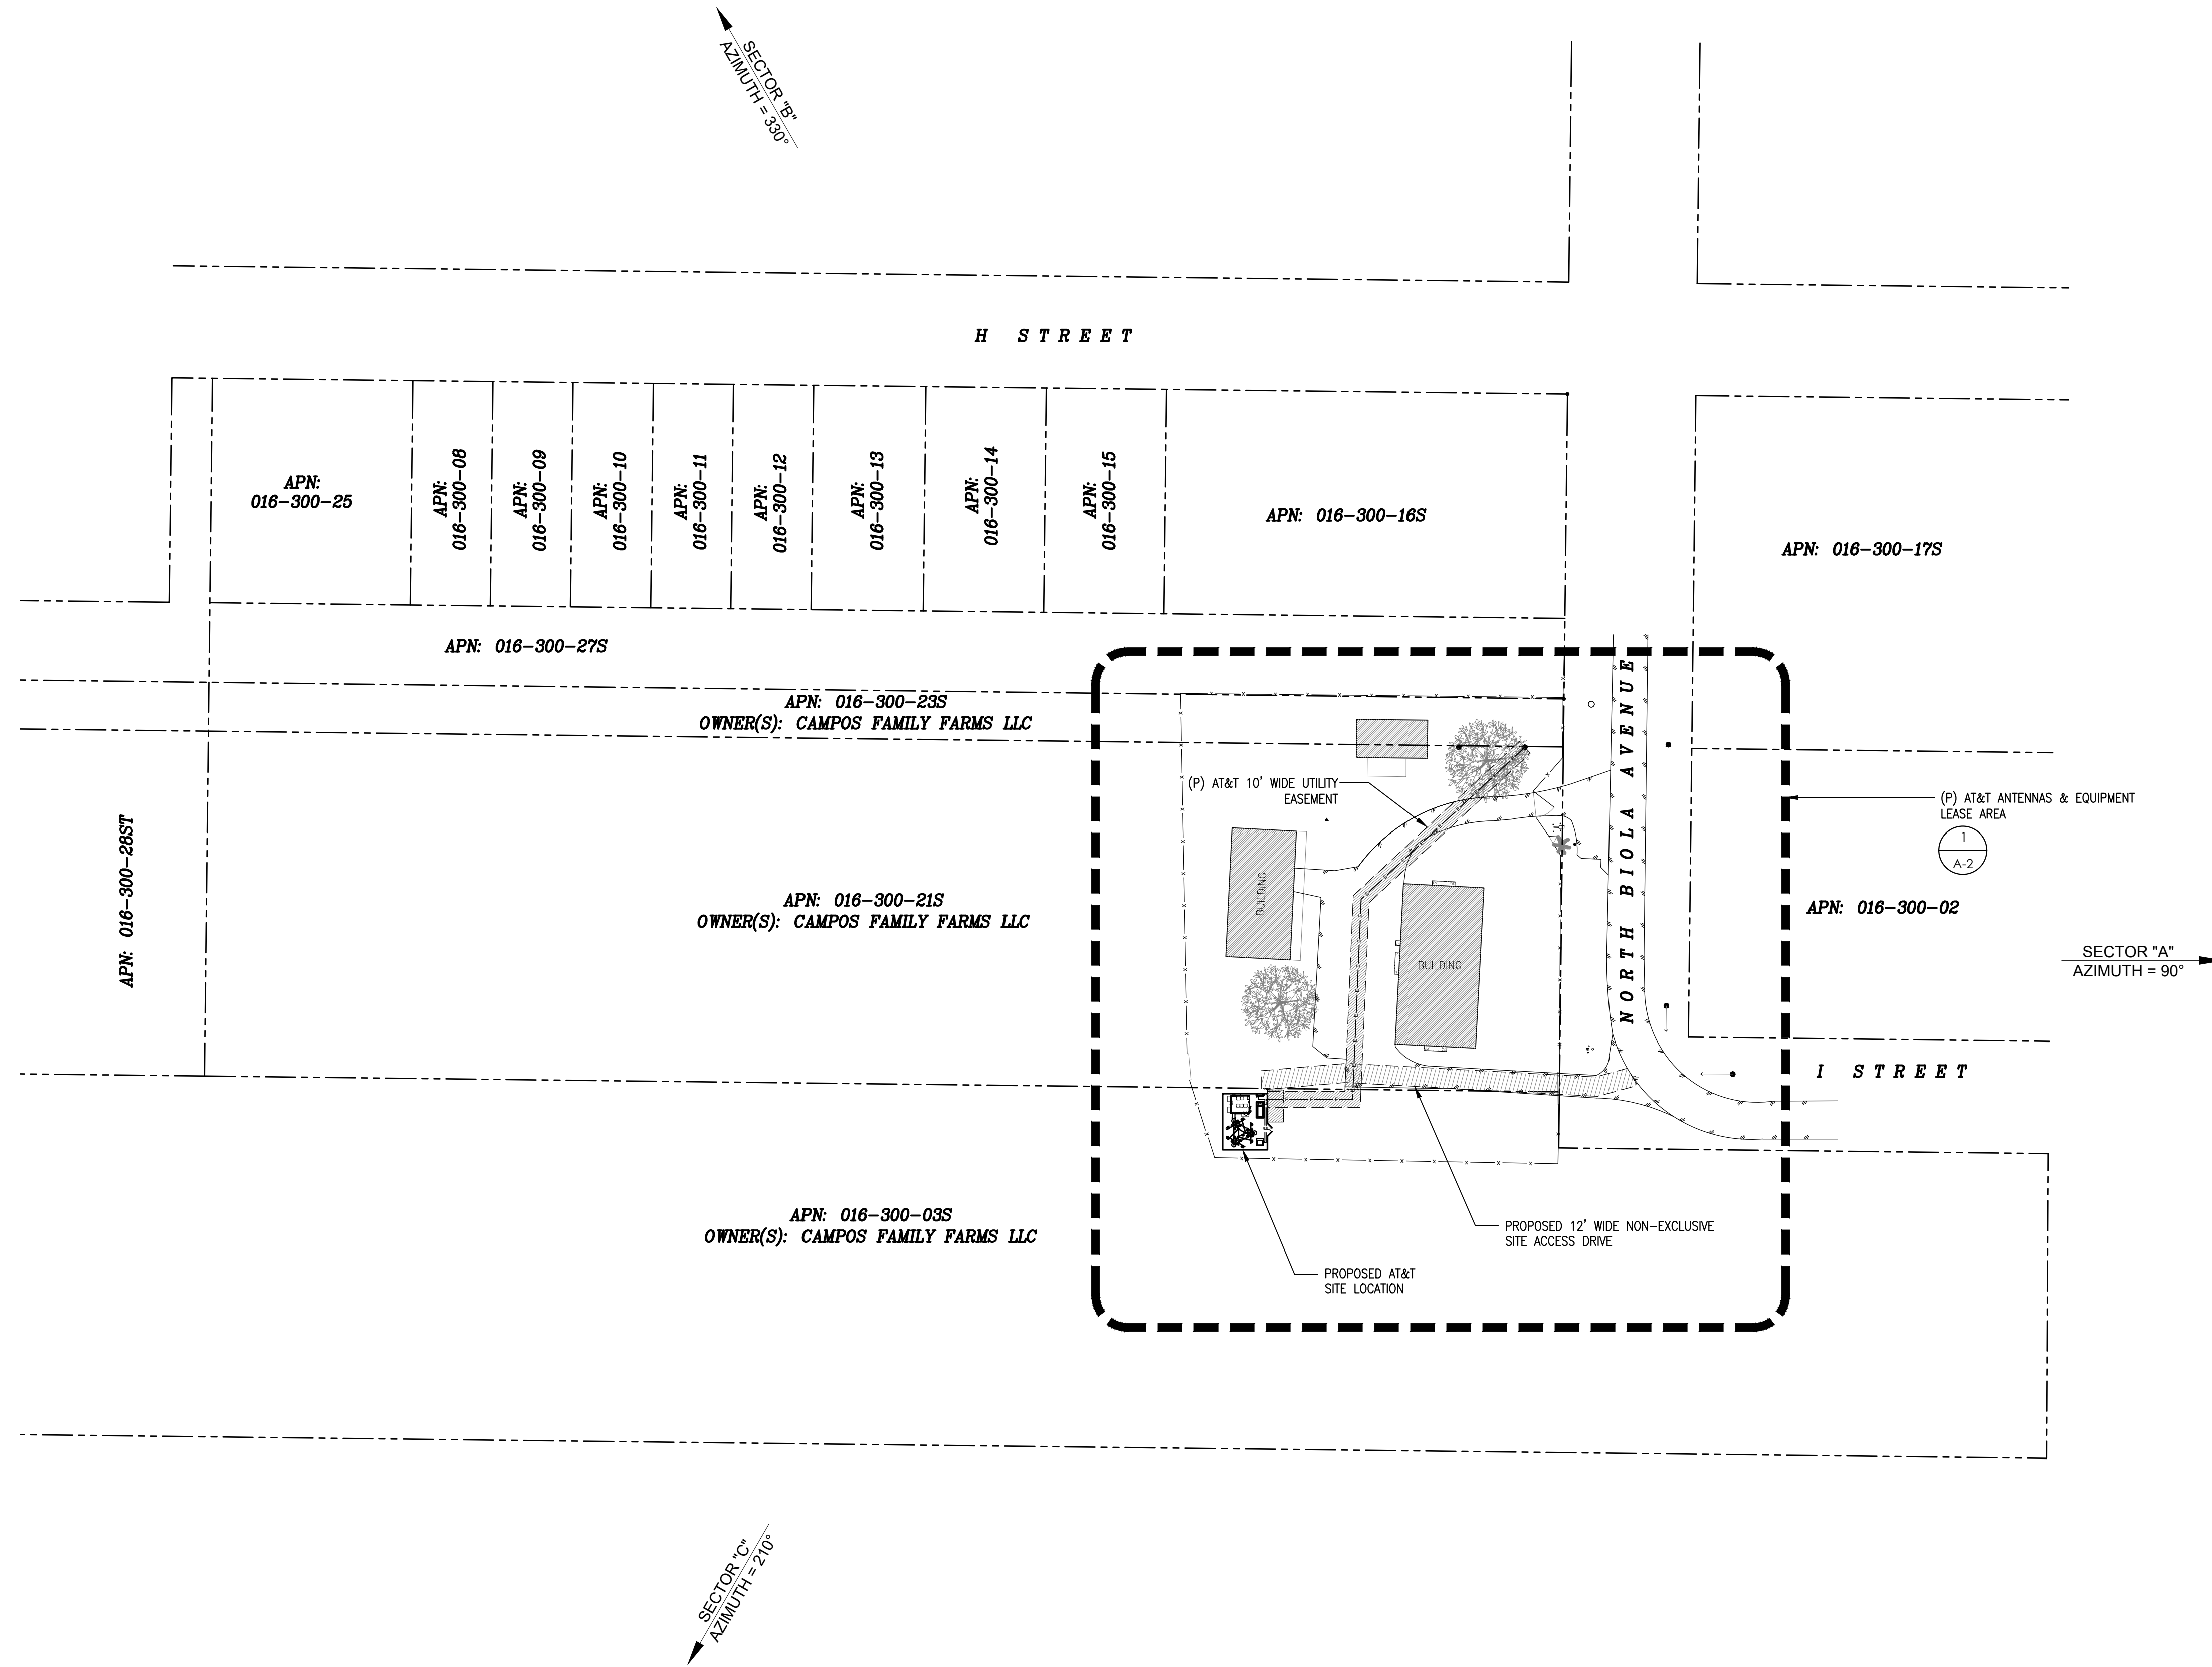 SECTOR "B"
AZIMUTH = 330°
H STREET
APN:
016-300-25
APN:
016-300-08
APN:
016-300-09
APN:
016-300-10
APN:
016-300-11
APN:
016-300-12
APN:
016-300-13
APN:
016-300-14
APN:
016-300-15
APN: 016-300-16S
APN: 016-300-17S
APN: 016-300-27S
APN: 016-300-23S
OWNER(S): CAMPOS FAMILY FARMS LLC
NORTH BIOLA AVENUE
(P) AT&T 10' WIDE UTILITY
EASEMENT
(P) AT&T ANTENNAS & EQUIPMENT
LEASE AREA
1
A-2
APN: 016-300-28ST
APN: 016-300-21S
OWNER(S): CAMPOS FAMILY FARMS LLC
BUILDING
BUILDING
APN: 016-300-02
SECTOR "A"
AZIMUTH = 90°
I STREET
APN: 016-300-03S
OWNER(S): CAMPOS FAMILY FARMS LLC
PROPOSED 12' WIDE NON-EXCLUSIVE
SITE ACCESS DRIVE
PROPOSED AT&T
SITE LOCATION
SECTOR "C"
AZIMUTH = 210°